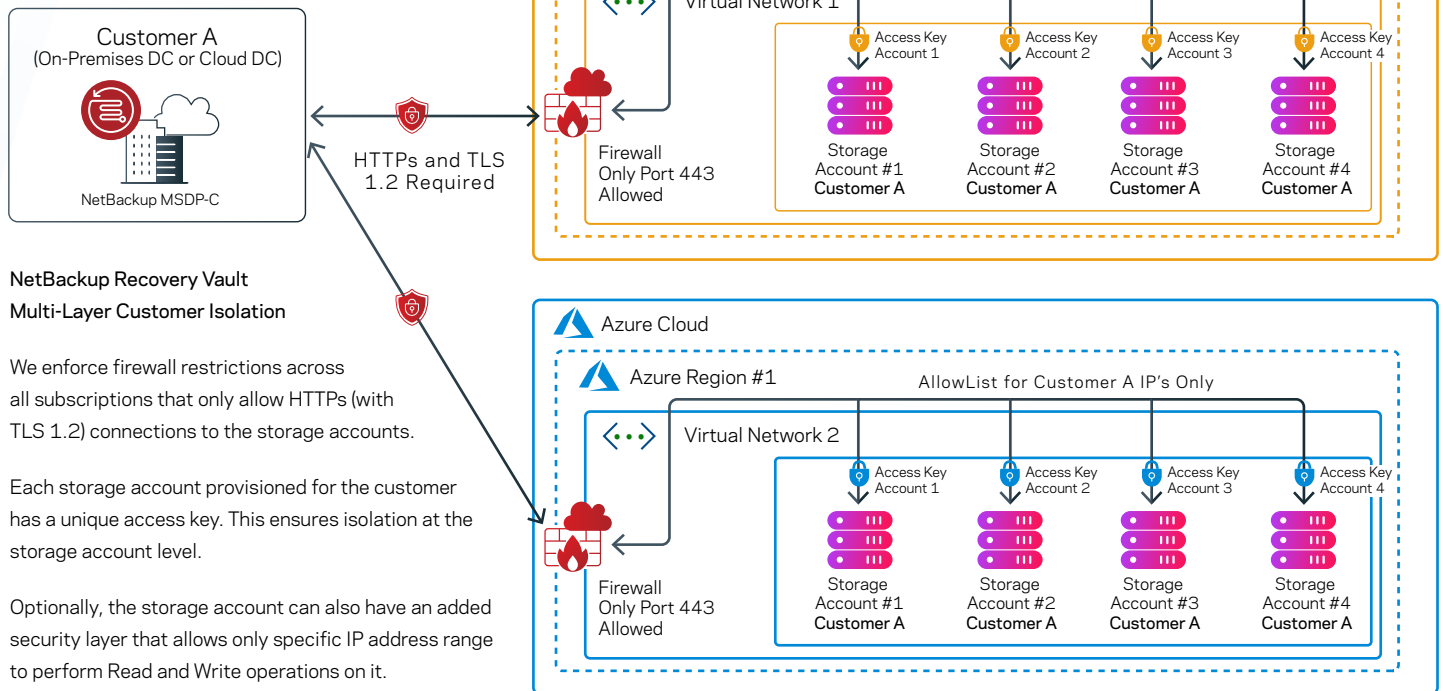 Virtual Network 1
Customer A
(On-Premises DC or Cloud DC)
NetBackup MSDP-C
HTTPs and TLS
1.2 Required
Firewall
Only Port 443
Allowed
Access Key
Account 1
Access Key
Account 2
Access Key
Account 3
Access Key
Account 4
Storage
Account #1
Customer A
Storage
Account #2
Customer A
Storage
Account #3
Customer A
Storage
Account #4
Customer A
NetBackup Recovery Vault
Multi-Layer Customer Isolation
We enforce firewall restrictions across
all subscriptions that only allow HTTPs (with
TLS 1.2) connections to the storage accounts.
Each storage account provisioned for the customer
has a unique access key. This ensures isolation at the
storage account level.
Optionally, the storage account can also have an added
security layer that allows only specific IP address range
to perform Read and Write operations on it.
Azure Cloud
Azure Region #1
AllowList for Customer A IP's Only
Virtual Network 2
Access Key
Account 1
Access Key
Account 2
Access Key
Account 3
Access Key
Account 4
Firewall
Only Port 443
Allowed
Storage
Account #1
Customer A
Storage
Account #2
Customer A
Storage
Account #3
Customer A
Storage
Account #4
Customer A